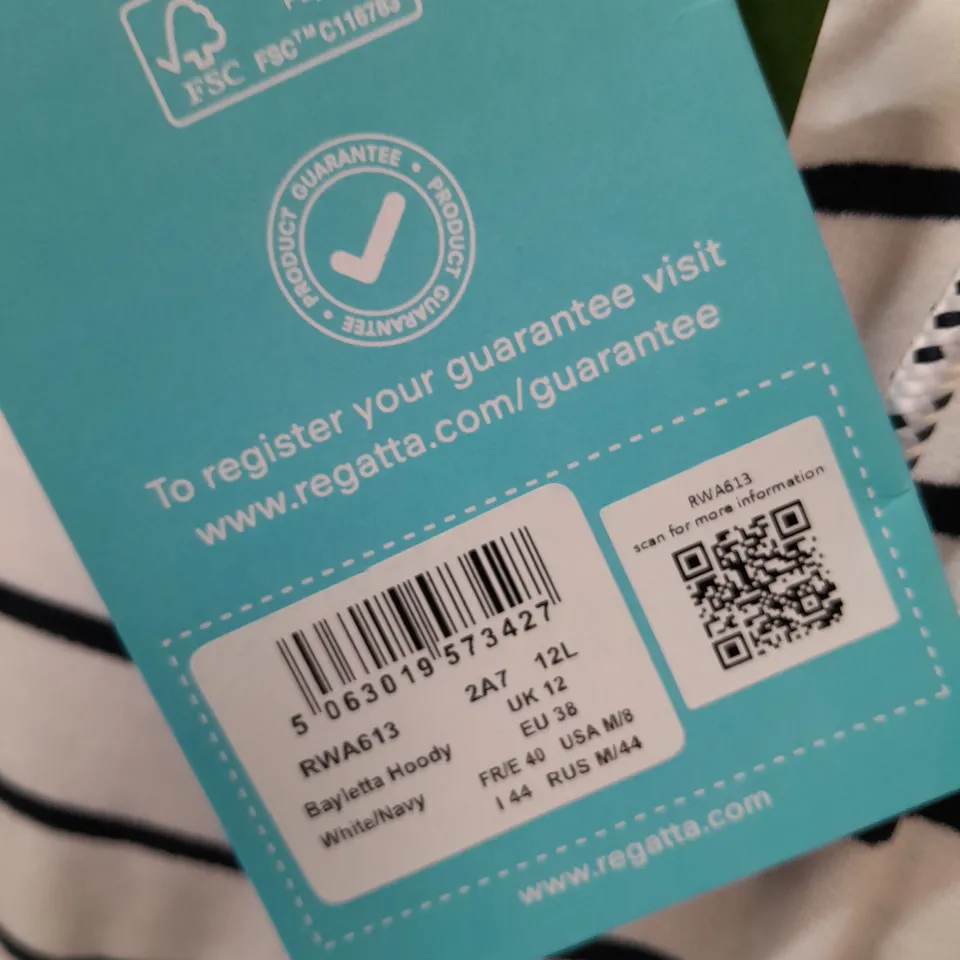 FSC
FSC™ C116783
PRODUCT GUARANTEE • PRODUCT GUARANTEE •
To register your guarantee visit
www.regatta.com/guarantee
RWA613
scan for more information
5 063019 573427
RWA613 2A7 12L
UK 12
Bayletta Hoody EU 38
White/Navy FR/E 40 USA M/8
I 44 RUS M/44
www.regatta.com